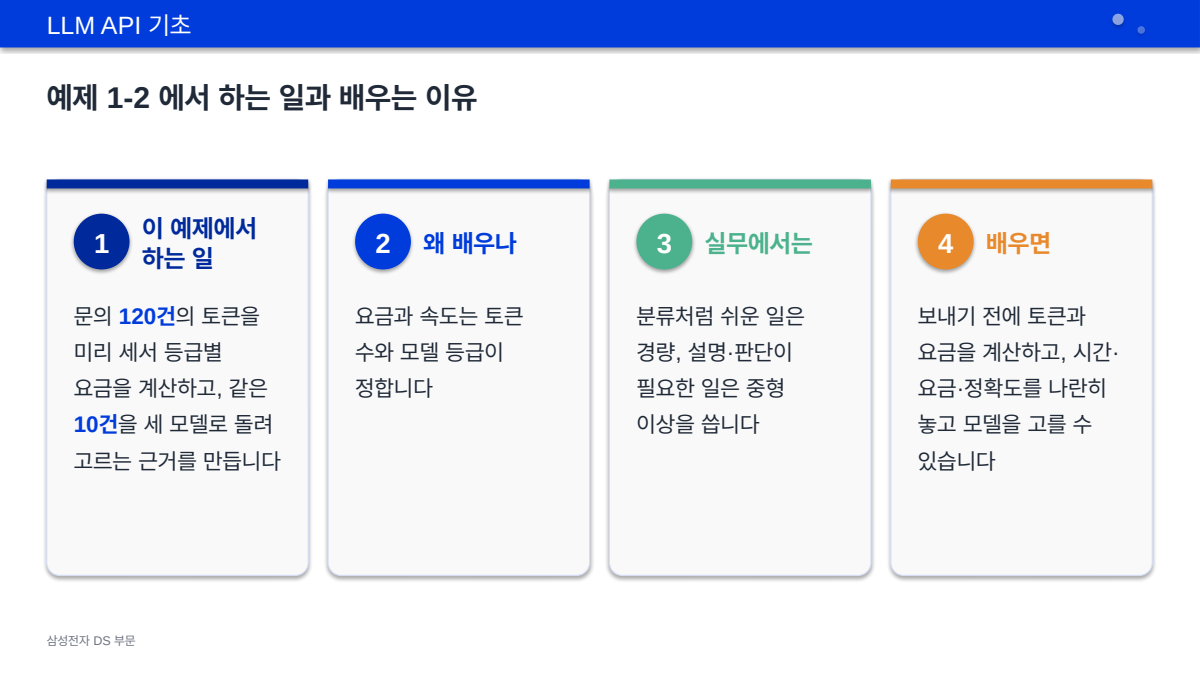 LLM API 기초
예제 1-2 에서 하는 일과 배우는 이유
1
이 예제에서
하는 일
문의 120건의 토큰을
미리 세서 등급별
요금을 계산하고, 같은
10건을 세 모델로 돌려
고르는 근거를 만듭니다
2
왜 배우나
요금과 속도는 토큰
수와 모델 등급이
정합니다
3
실무에서는
분류처럼 쉬운 일은
경량, 설명·판단이
필요한 일은 중형
이상을 씁니다
4
배우면
보내기 전에 토큰과
요금을 계산하고, 시간·
요금·정확도를 나란히
놓고 모델을 고를 수
있습니다
삼성전자 DS 부문